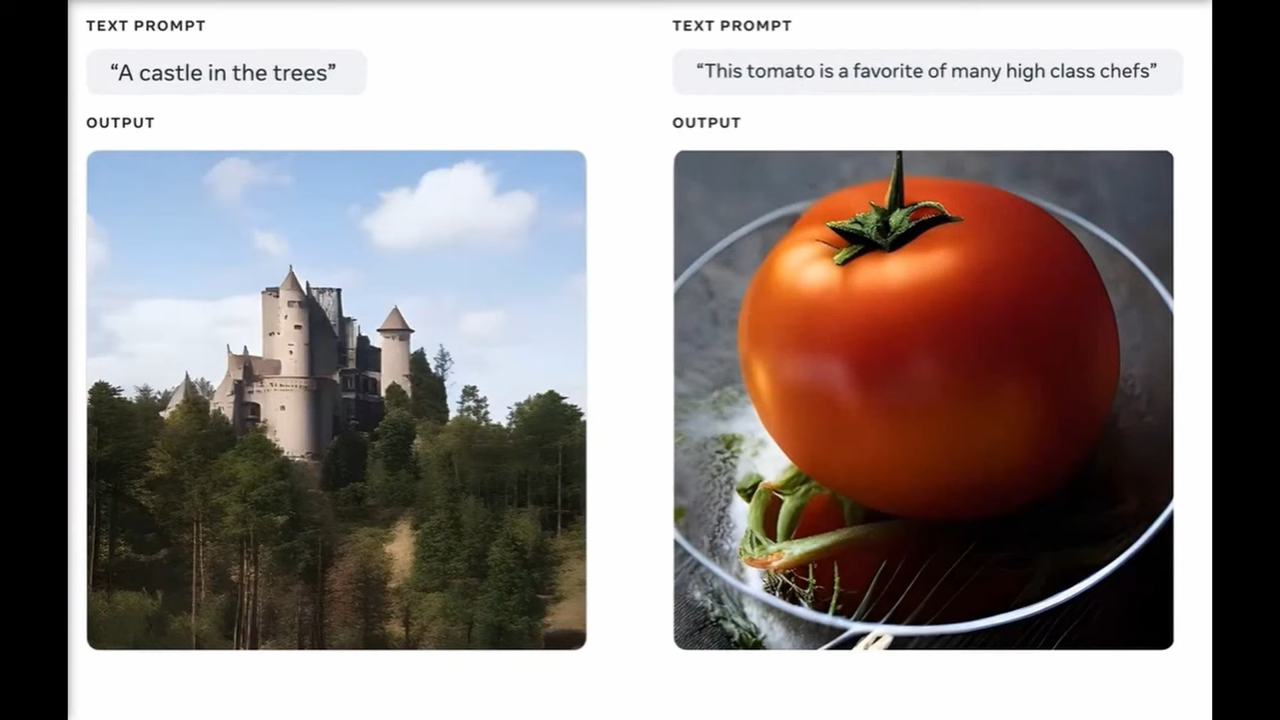 TEXT PROMPT
“A castle in the trees”
OUTPUT
TEXT PROMPT
“This tomato is a favorite of many high class chefs”
OUTPUT